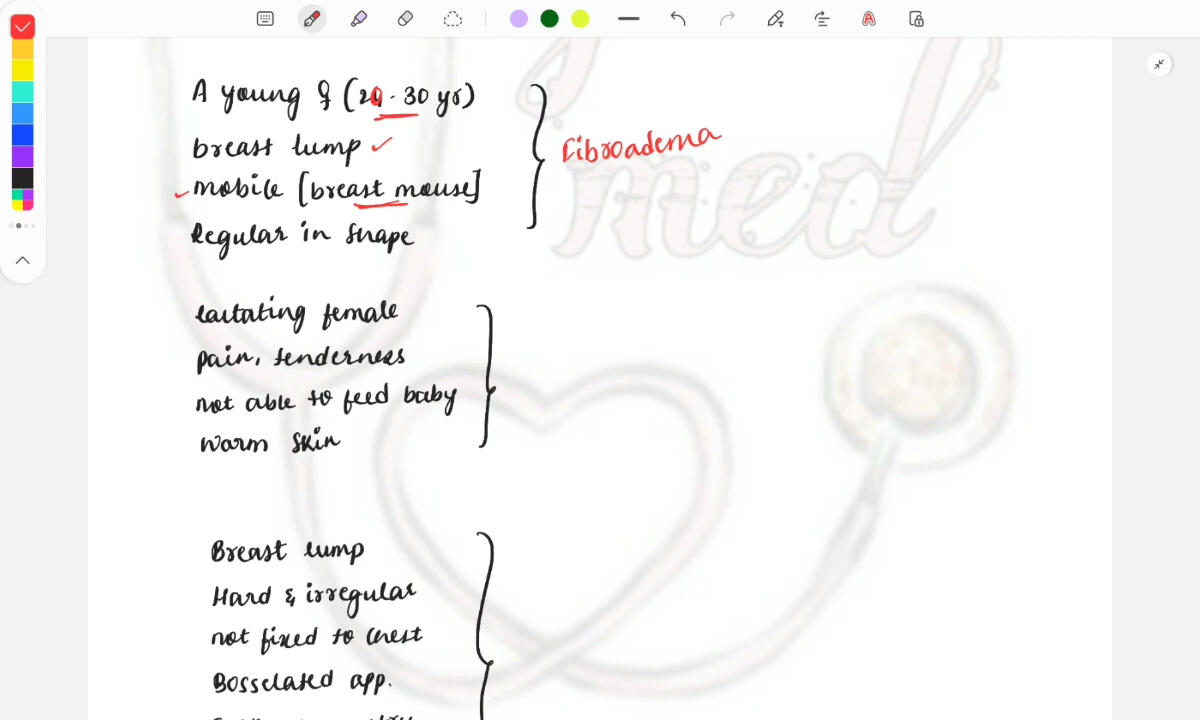 A young ♀ (20 - 30 yr)
breast lump ✓
✓ mobile [breast mouse]
Regular in shape
Fibroadema
lactating female
pain, tenderness
not able to feed baby
warm skin
Breast lump
Hard & irregular
not fixed to chest
Bosselated app.
med